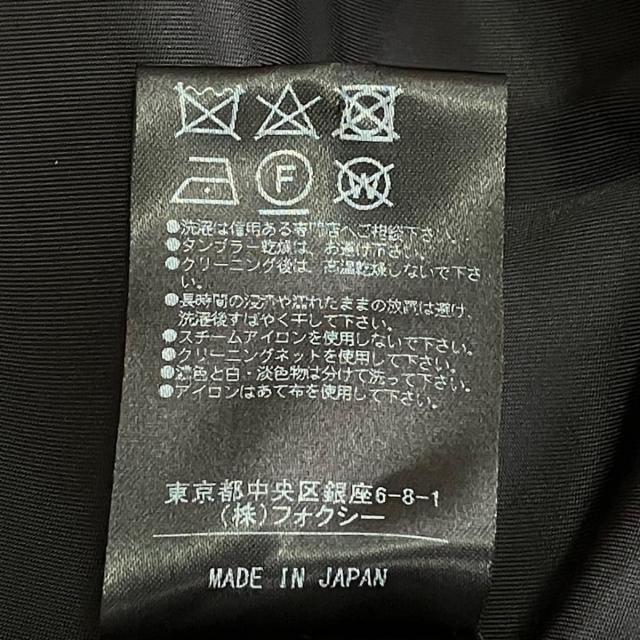 F W
●洗濯は信用ある専門店へご相談下さい。
●タンブラー乾燥は、お避け下さい。
●クリーニング後は、高温乾燥しないで下さ
い。
●長時間の浸漬や濡れたままの放置は避け、
洗濯後すばやく干して下さい。
●スチームアイロンを使用しないで下さい。
●クリーニングネットを使用して下さい。
●濃色と白・淡色物は分けて洗って下さい。
●アイロンはあて布を使用して下さい。
東京都中央区銀座6-8-1
(株)フォクシー
MADE IN JAPAN